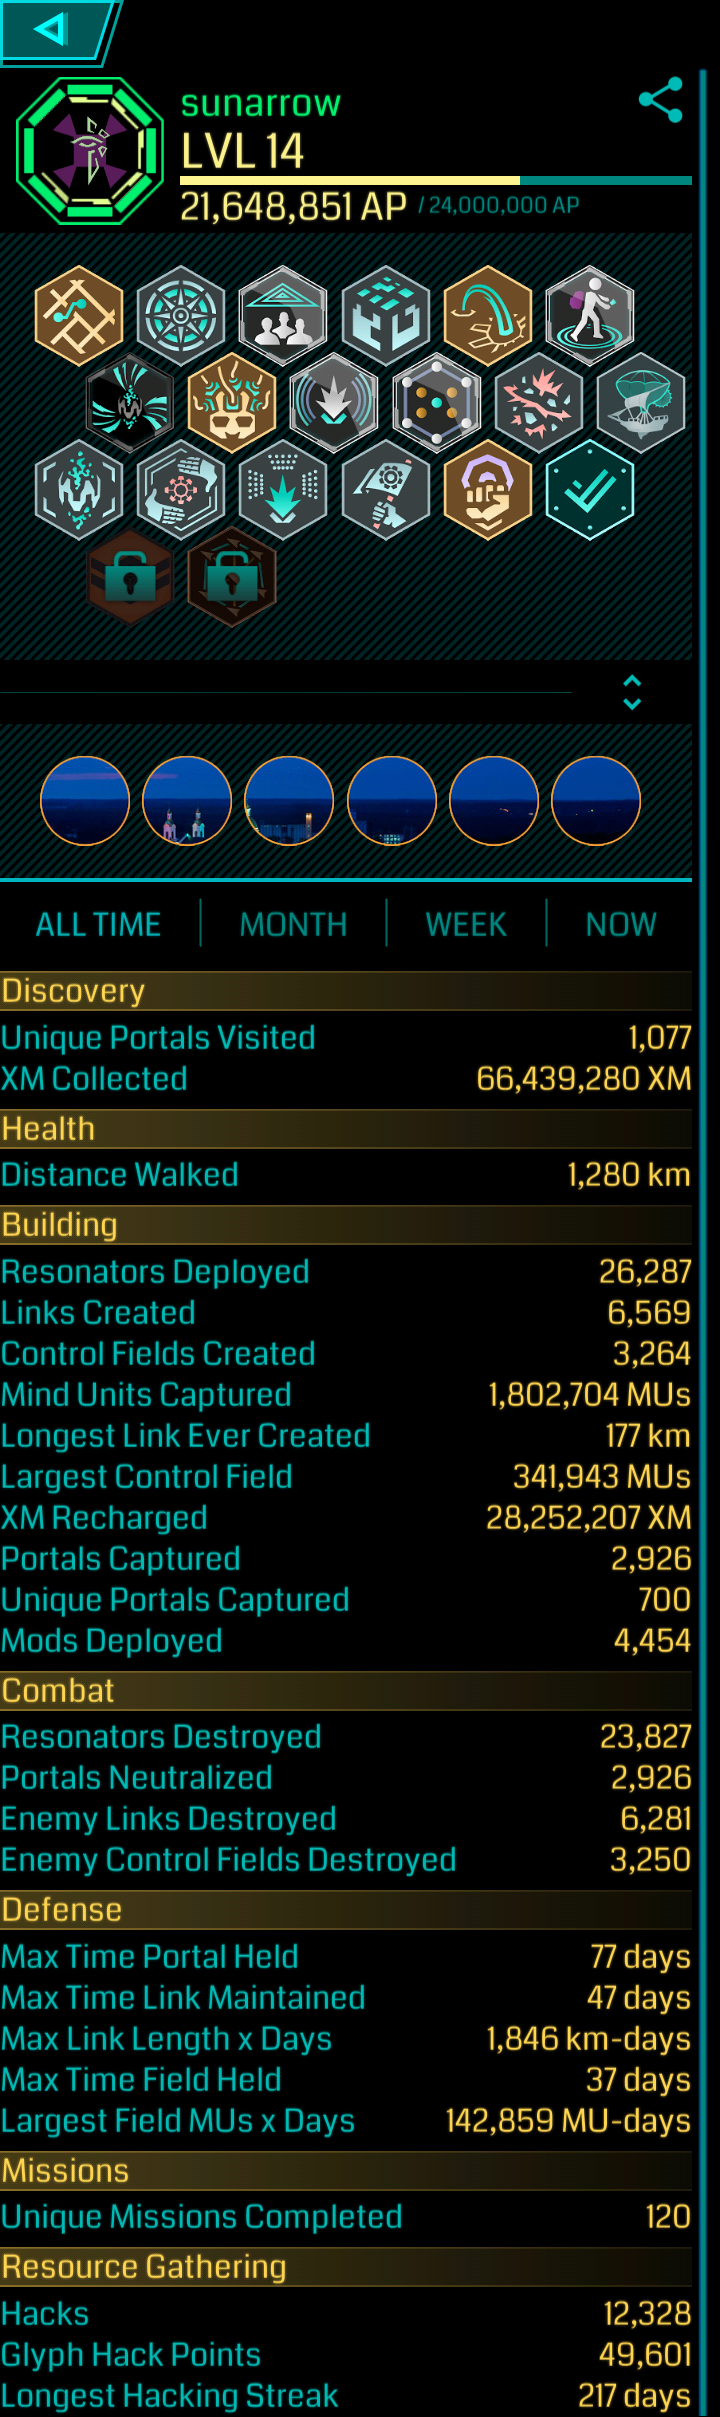 sunarrow
LVL 14
21,648,851 AP / 24,000,000 AP
ALL TIME MONTH WEEK NOW
Discovery
Unique Portals Visited 1,077
XM Collected 66,439,280 XM
Health
Distance Walked 1,280 km
Building
Resonators Deployed 26,287
Links Created 6,569
Control Fields Created 3,264
Mind Units Captured 1,802,704 MUs
Longest Link Ever Created 177 km
Largest Control Field 341,943 MUs
XM Recharged 28,252,207 XM
Portals Captured 2,926
Unique Portals Captured 700
Mods Deployed 4,454
Combat
Resonators Destroyed 23,827
Portals Neutralized 2,926
Enemy Links Destroyed 6,281
Enemy Control Fields Destroyed 3,250
Defense
Max Time Portal Held 77 days
Max Time Link Maintained 47 days
Max Link Length x Days 1,846 km-days
Max Time Field Held 37 days
Largest Field MUs x Days 142,859 MU-days
Missions
Unique Missions Completed 120
Resource Gathering
Hacks 12,328
Glyph Hack Points 49,601
Longest Hacking Streak 217 days